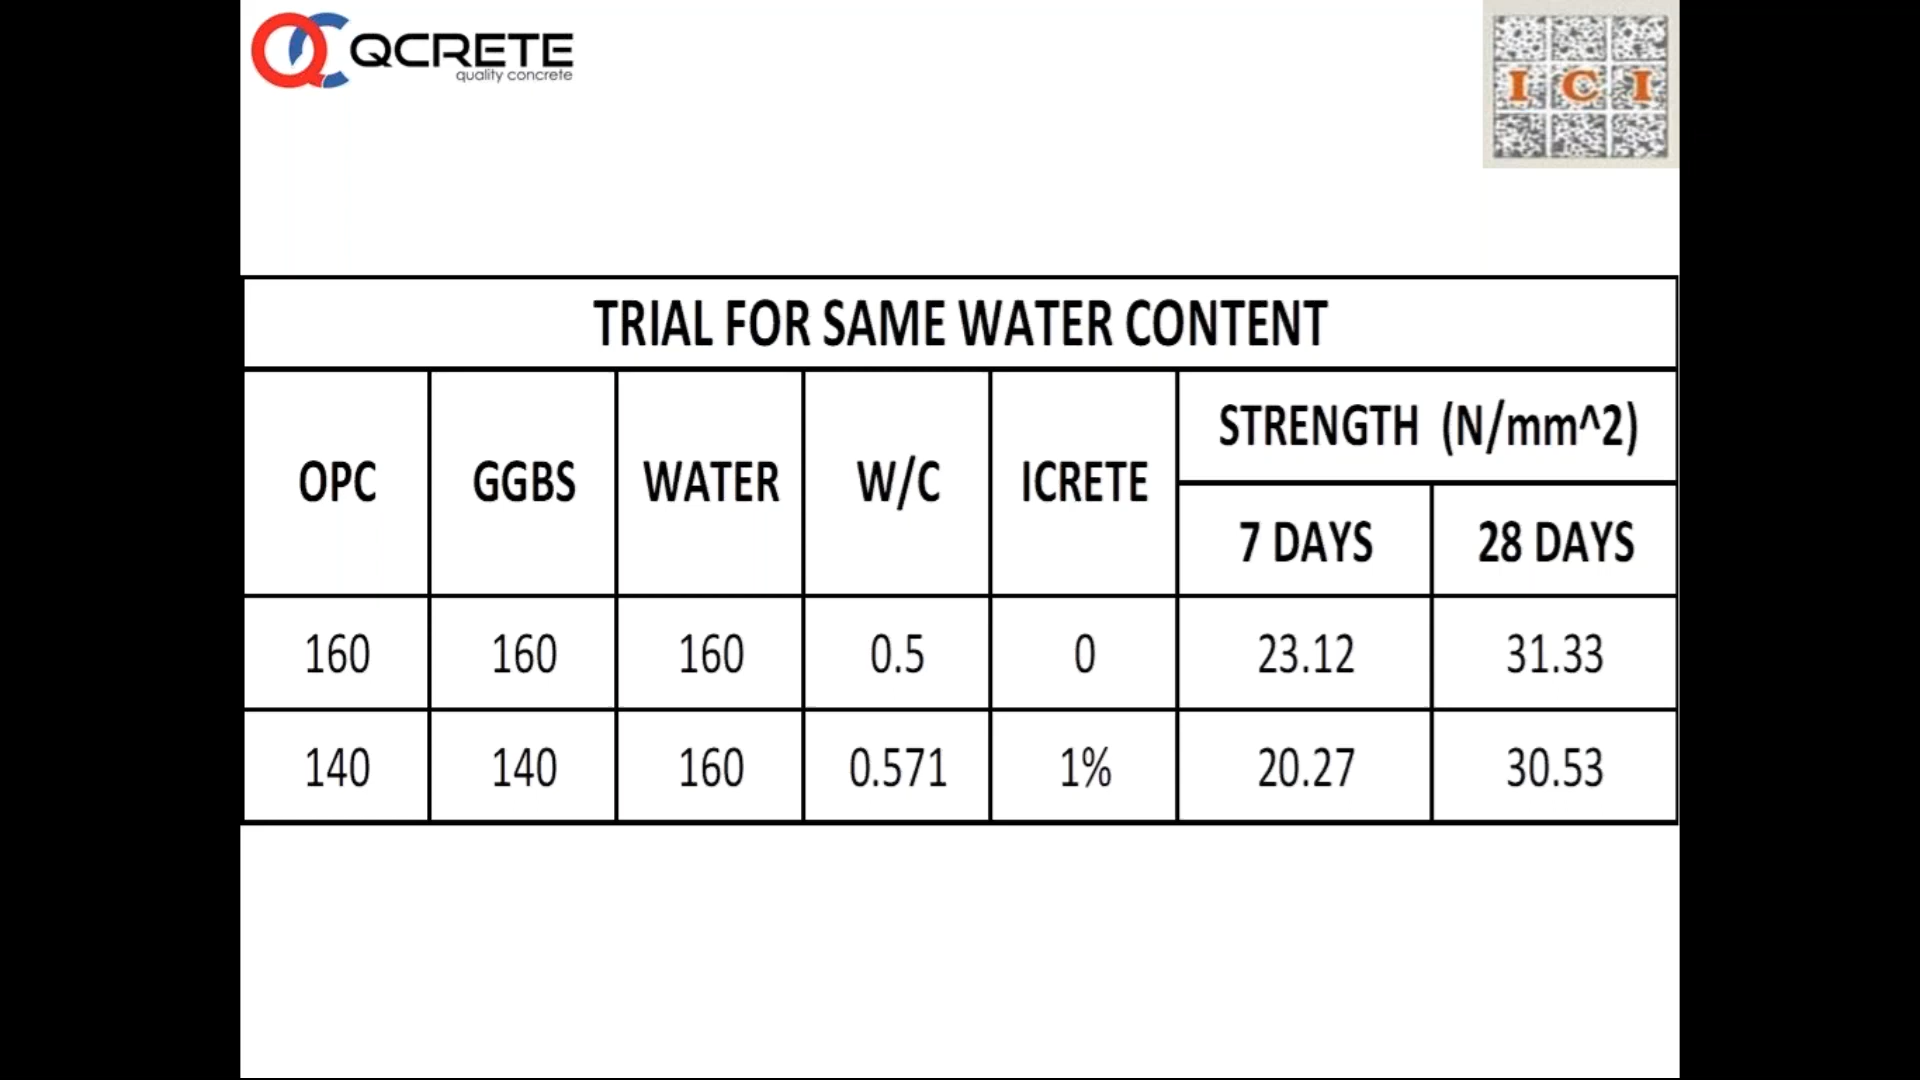 QCRETE
quality concrete
I C I
TRIAL FOR SAME WATER CONTENT
OPC GGBS WATER W/C ICRETE STRENGTH (N/mm^2)
7 DAYS 28 DAYS
160 160 160 0.5 0 23.12 31.33
140 140 160 0.571 1% 20.27 30.53